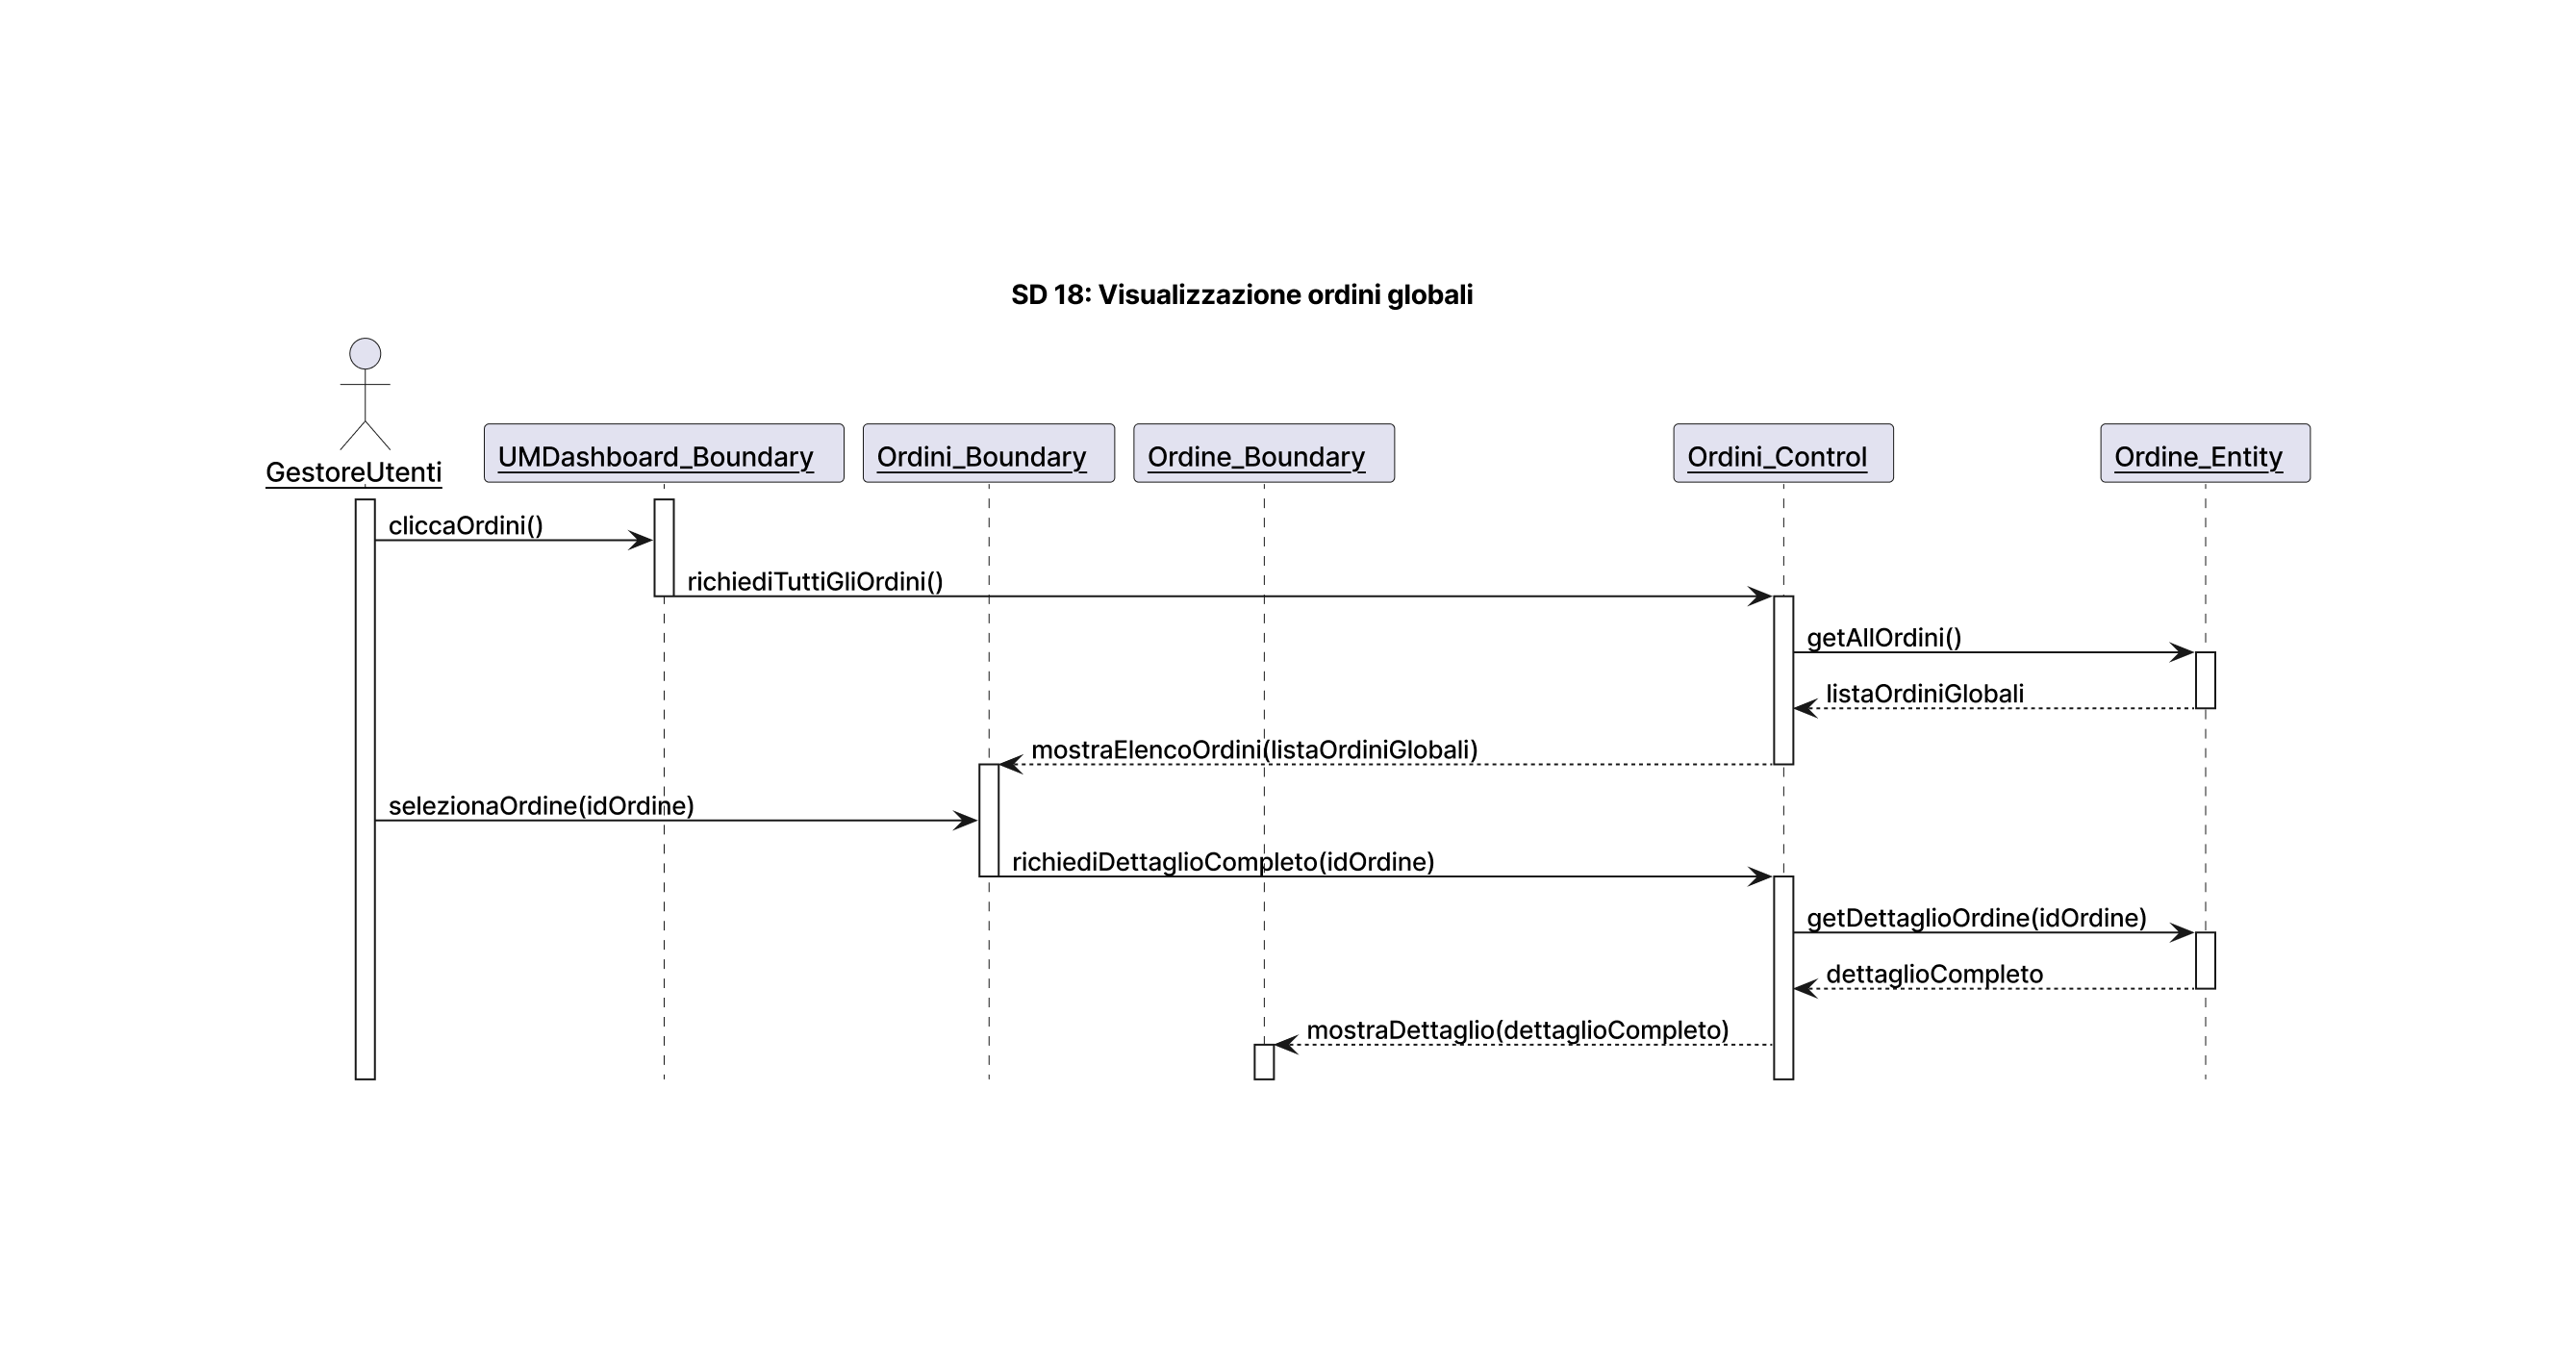 SD 18: Visualizzazione ordini globali
GestoreUtenti
UMDashboard_Boundary
Ordini_Boundary
Ordine_Boundary
Ordini_Control
Ordine_Entity
cliccaOrdini()
richiediTuttiGliOrdini()
getAllOrdini()
listaOrdiniGlobali
mostraElencoOrdini(listaOrdiniGlobali)
selezionaOrdine(idOrdine)
richiediDettaglioCompleto(idOrdine)
getDettaglioOrdine(idOrdine)
dettaglioCompleto
mostraDettaglio(dettaglioCompleto)